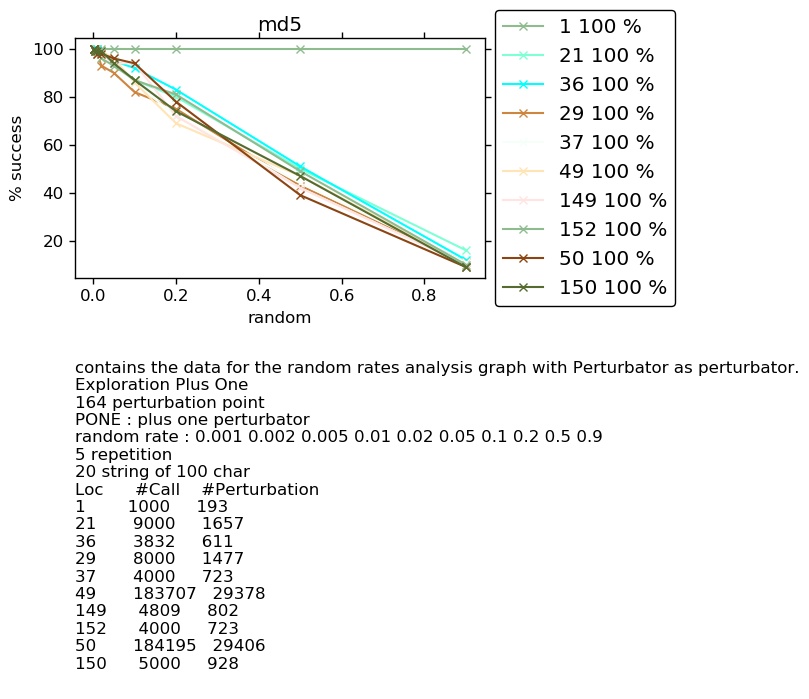 md5
100
80
60
40
20
% success
0.0 0.2 0.4 0.6 0.8
random
1 100 %
21 100 %
36 100 %
29 100 %
37 100 %
49 100 %
149 100 %
152 100 %
50 100 %
150 100 %
contains the data for the random rates analysis graph with Perturbator as perturbator.
Exploration Plus One
164 perturbation point
PONE : plus one perturbator
random rate : 0.001 0.002 0.005 0.01 0.02 0.05 0.1 0.2 0.5 0.9
5 repetition
20 string of 100 char
Loc #Call #Perturbation
1 1000 193
21 9000 1657
36 3832 611
29 8000 1477
37 4000 723
49 183707 29378
149 4809 802
152 4000 723
50 184195 29406
150 5000 928